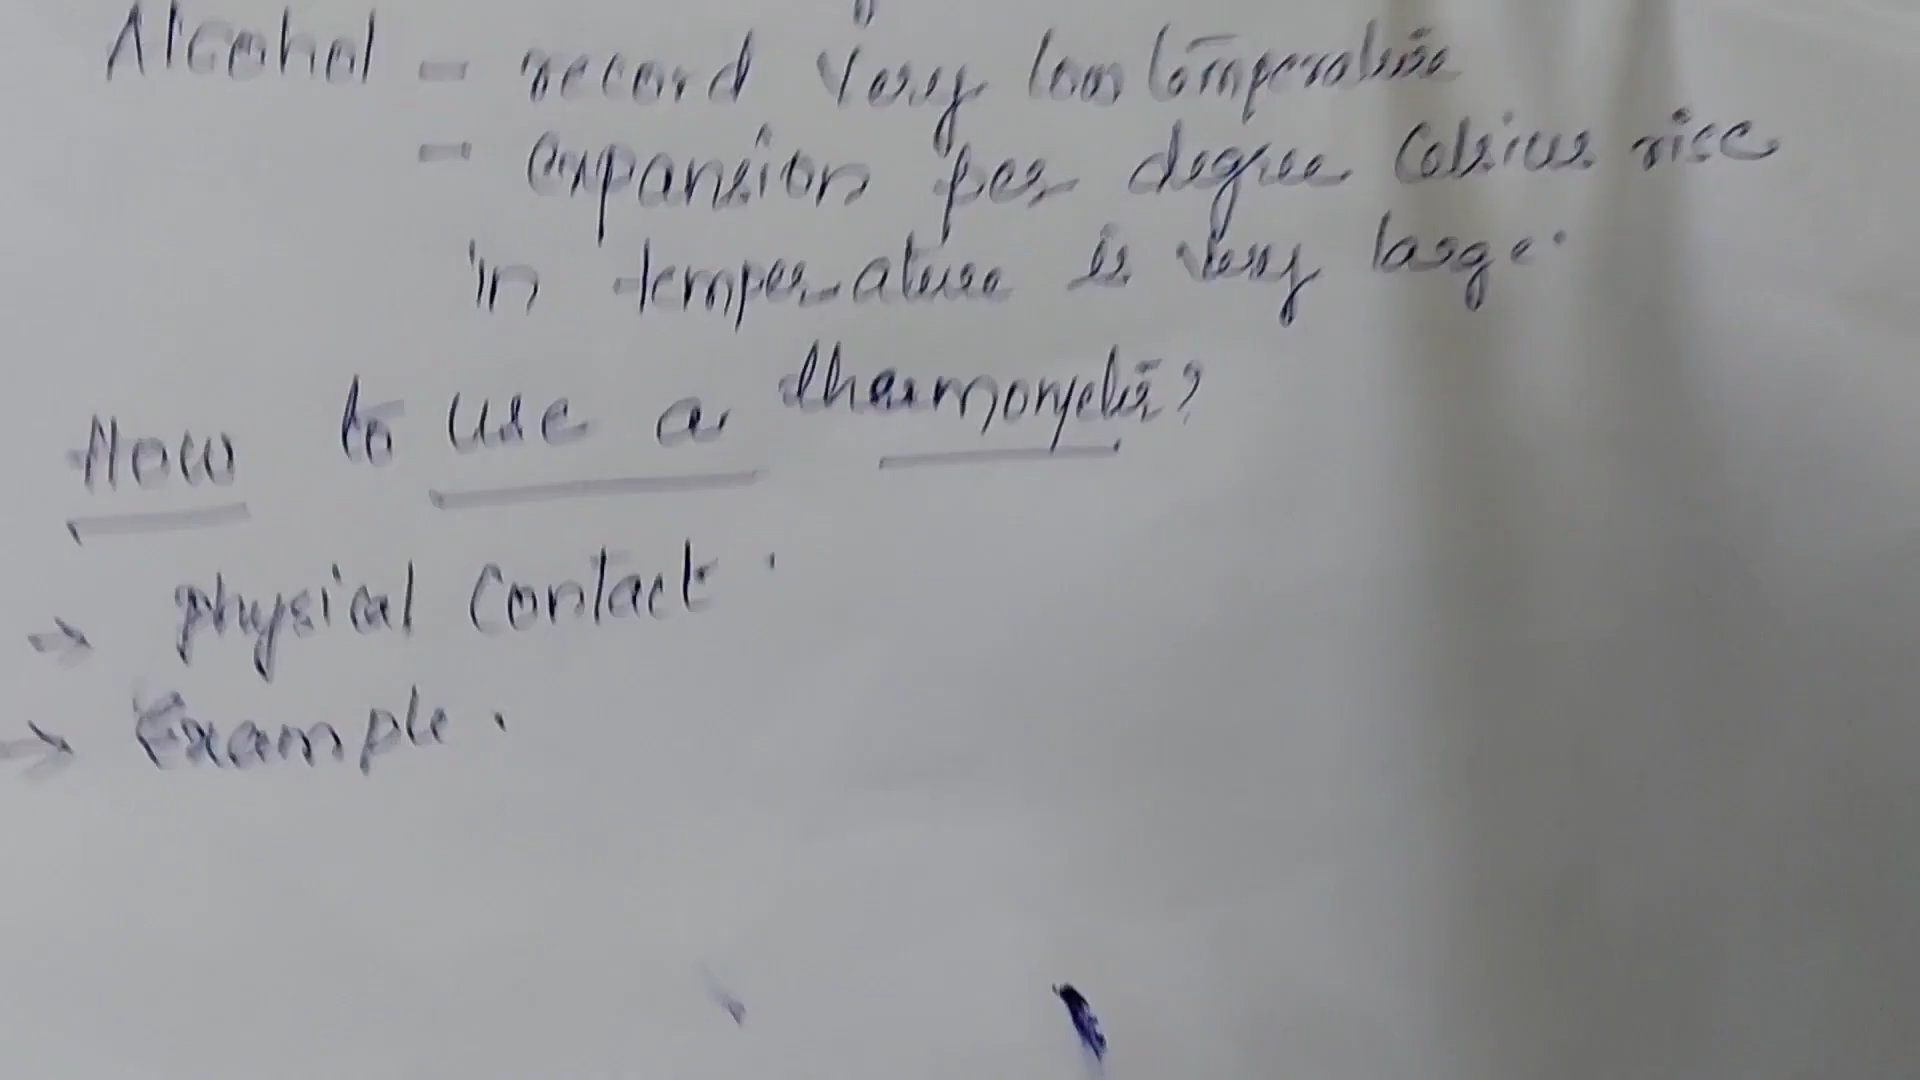 Alcohol - record very low temperature
- expansion per degree Celsius rise
in temperature is very large.
How to use a thermometer?
→ physical contact.
→ Example.